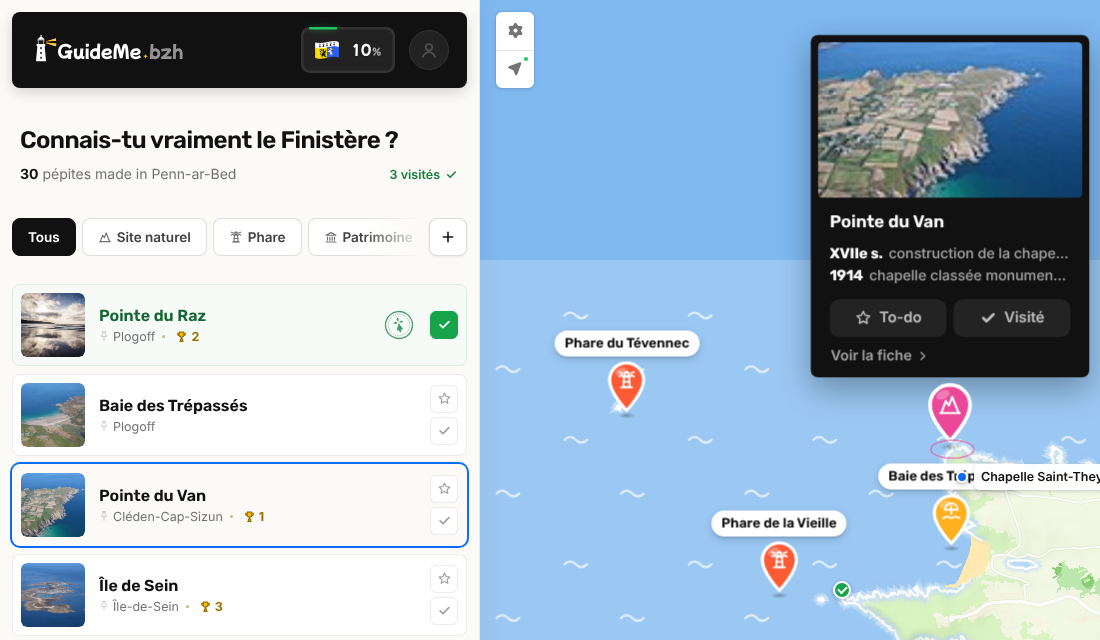 GuideMe.bzh
10%
Connais-tu vraiment le Finistère ?
30 pépites made in Penn-ar-Bed
3 visités
Tous
Site naturel
Phare
Patrimoine
+
Pointe du Raz
Plogoff • 2
Baie des Trépassés
Plogoff
Pointe du Van
Cléden-Cap-Sizun • 1
Île de Sein
Île-de-Sein • 3
Pointe du Van
XVIIe s. construction de la chape...
1914 chapelle classée monumen...
To-do
Visité
Voir la fiche
Phare du Tévennec
Baie des Trép
Chapelle Saint-They
Phare de la Vieille